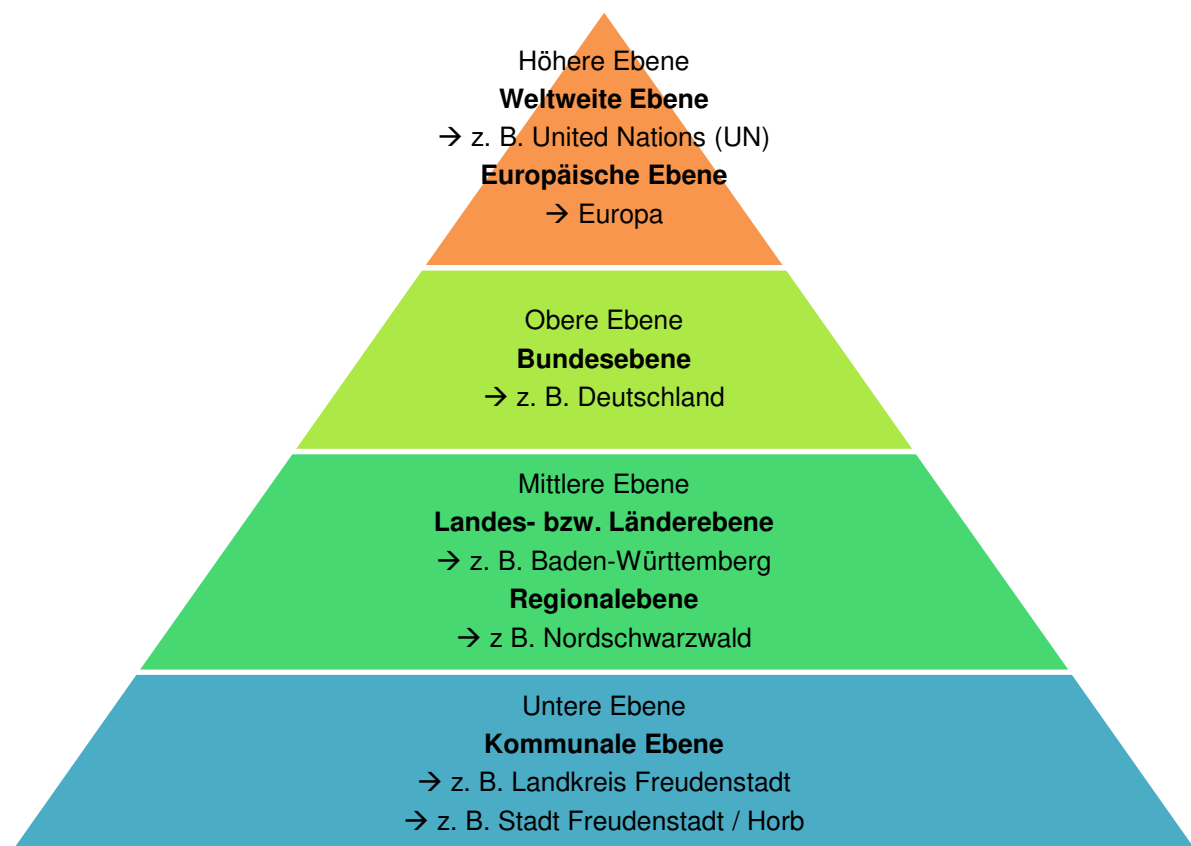 Höhere Ebene
Weltweite Ebene
→ z. B. United Nations (UN)
Europäische Ebene
→ Europa
Obere Ebene
Bundesebene
→ z. B. Deutschland
Mittlere Ebene
Landes- bzw. Länderebene
→ z. B. Baden-Württemberg
Regionalebene
→ z B. Nordschwarzwald
Untere Ebene
Kommunale Ebene
→ z. B. Landkreis Freudenstadt
→ z. B. Stadt Freudenstadt / Horb